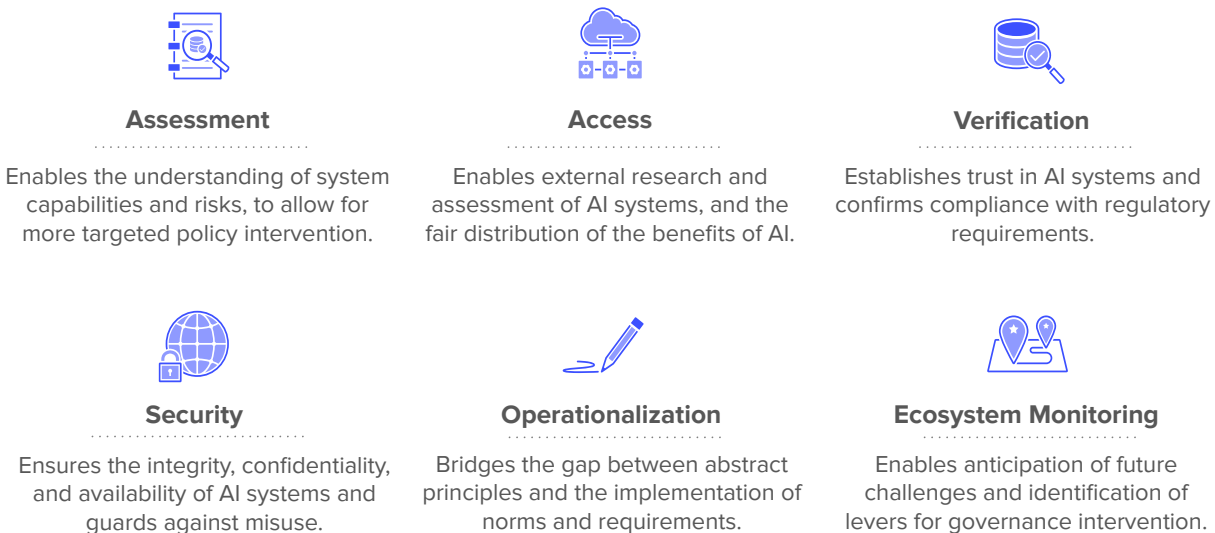 Assessment
Enables the understanding of system
capabilities and risks, to allow for
more targeted policy intervention.
Access
Enables external research and
assessment of AI systems, and the
fair distribution of the benefits of AI.
Verification
Establishes trust in AI systems and
confirms compliance with regulatory
requirements.
Security
Ensures the integrity, confidentiality,
and availability of AI systems and
guards against misuse.
Operationalization
Bridges the gap between abstract
principles and the implementation of
norms and requirements.
Ecosystem Monitoring
Enables anticipation of future
challenges and identification of
levers for governance intervention.